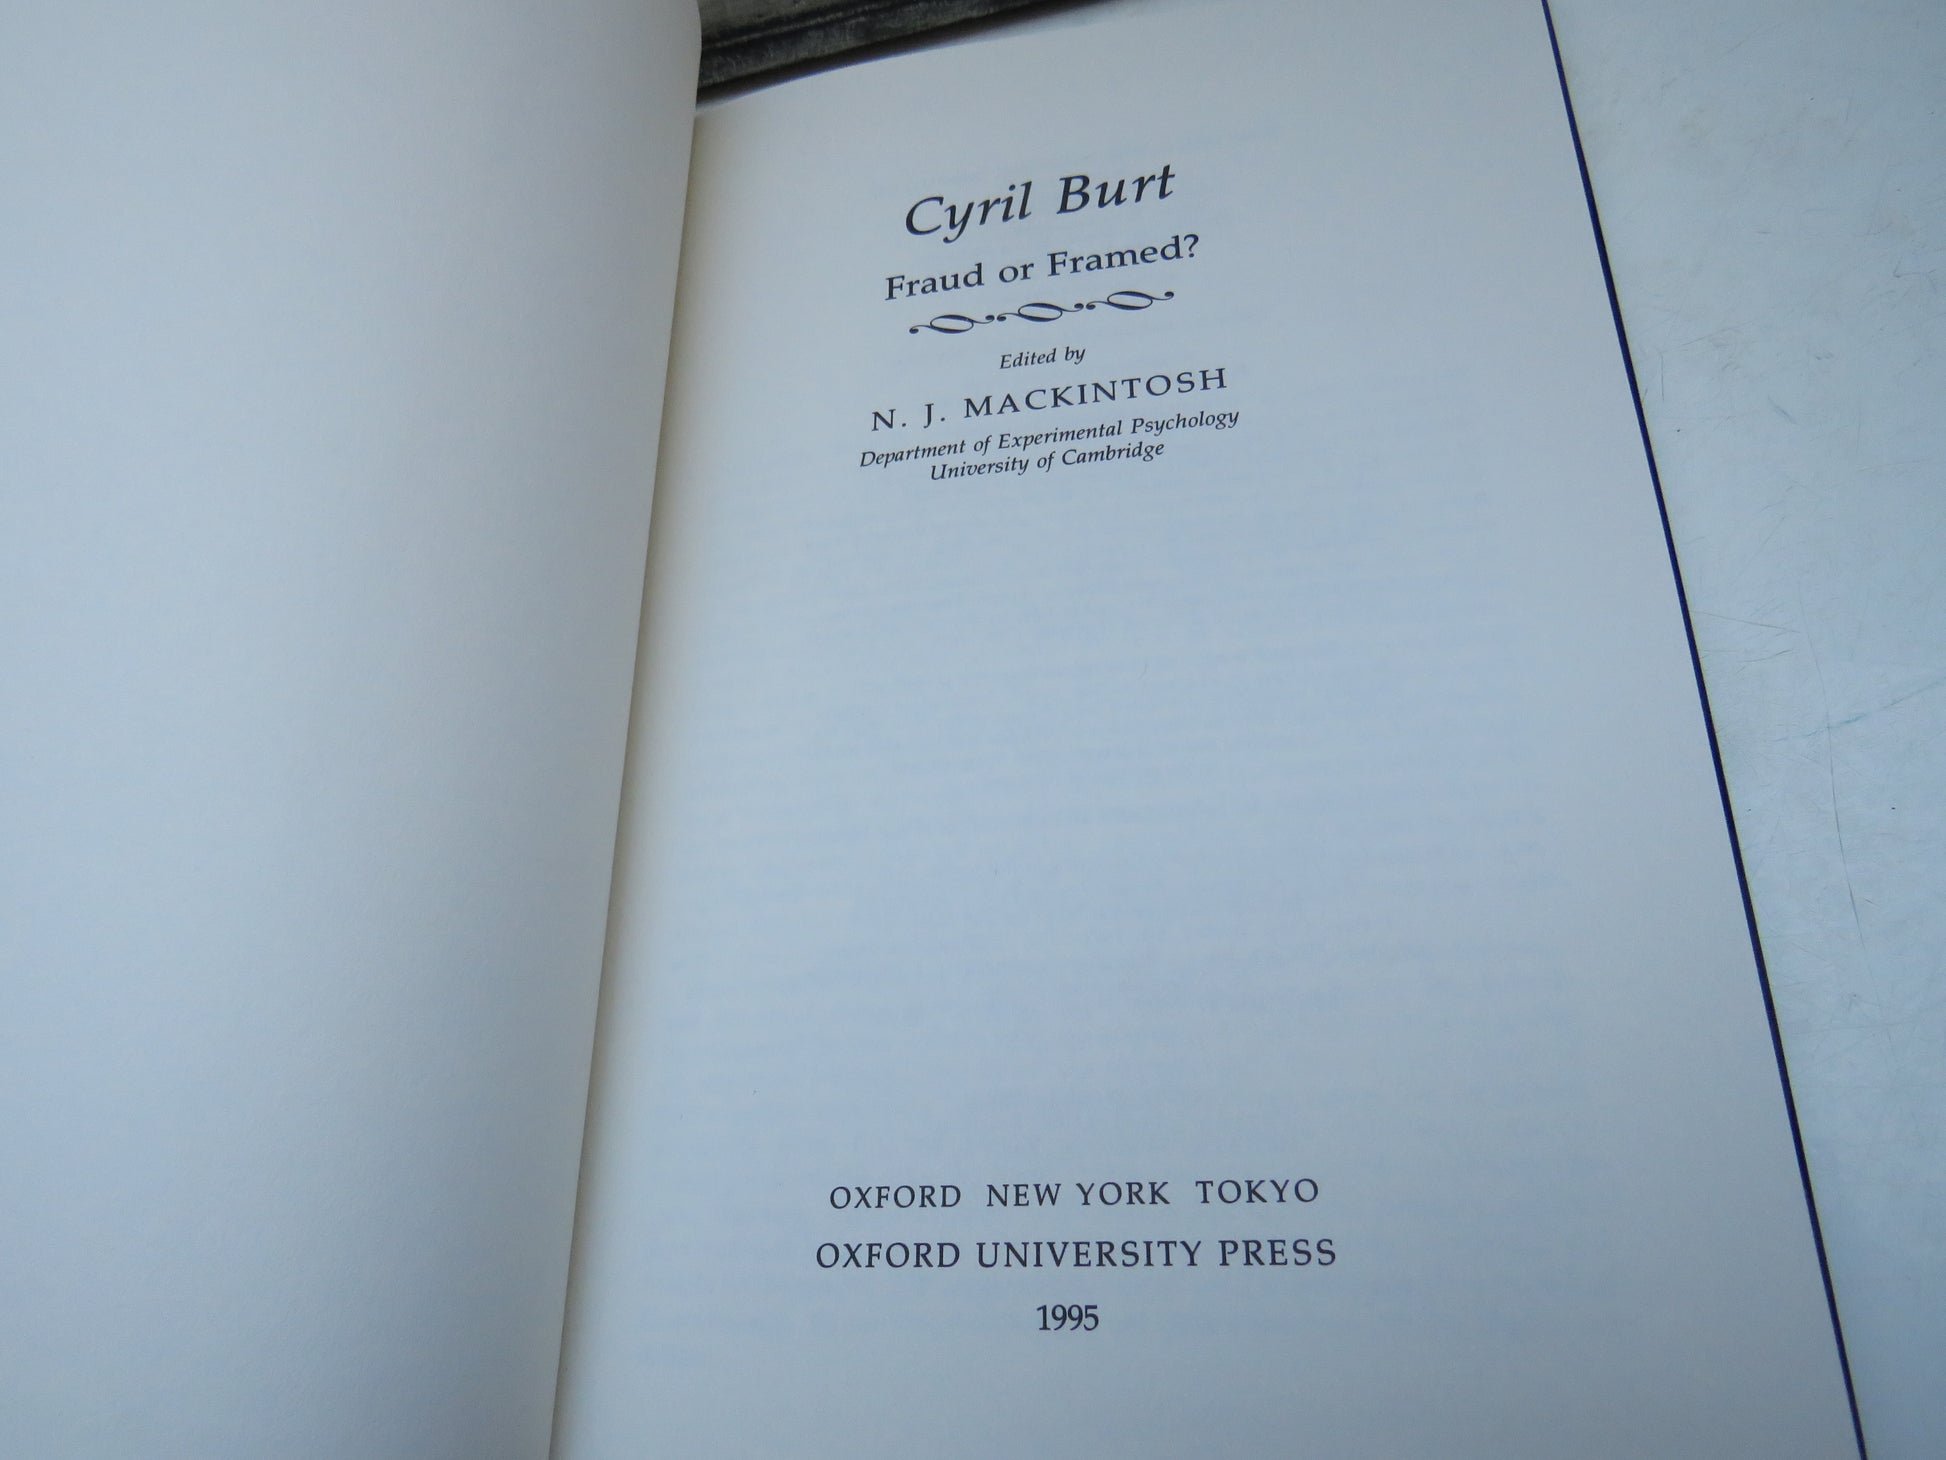 Cyril Burt
Fraud or Framed?
Edited by
N. J. MACKINTOSH
Department of Experimental Psychology
University of Cambridge
OXFORD NEW YORK TOKYO
OXFORD UNIVERSITY PRESS
1995